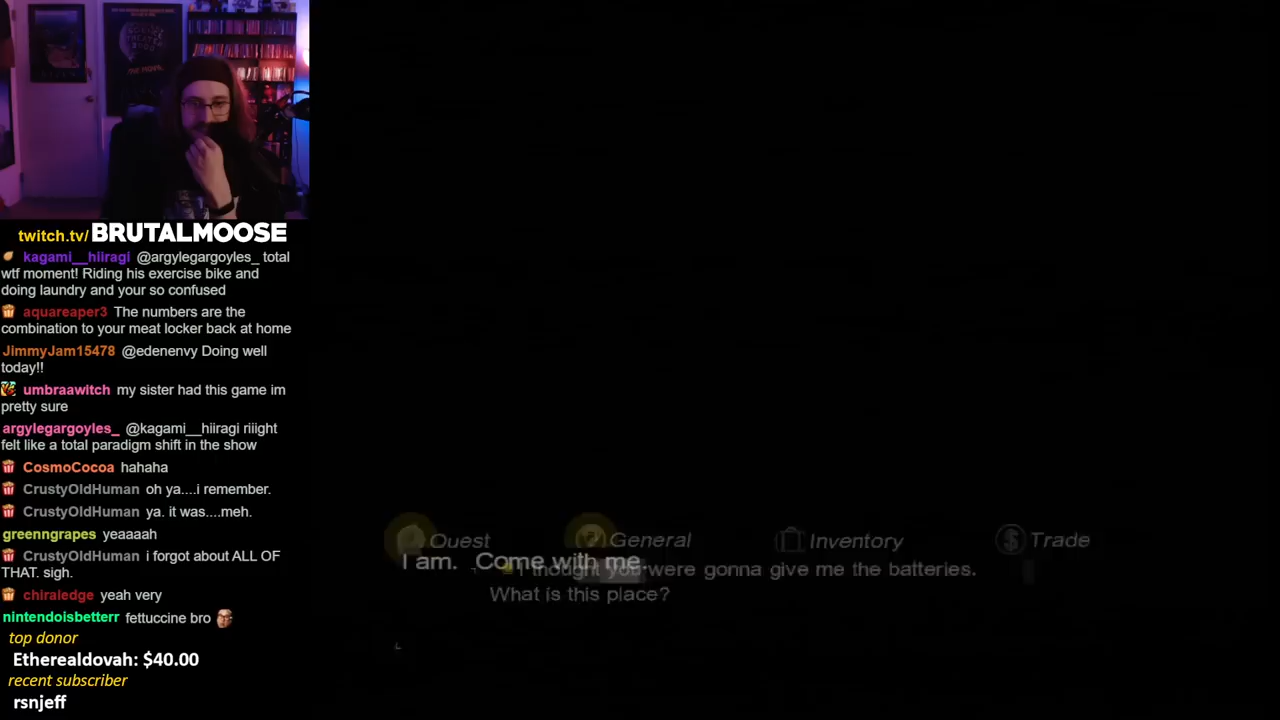 twitch.tv/BRUTALMOOSE
kagami__hiiragi @argylegargoyles_ total
wtf moment! Riding his exercise bike and
doing laundry and your so confused
aquareaper3 The numbers are the
combination to your meat locker back at home
JimmyJam15478 @edenenvy Doing well
today!!
umbraawitch my sister had this game im
pretty sure
argylegargoyles_ @kagami__hiiragi riiight
felt like a total paradigm shift in the show
CosmoCocoa hahaha
CrustyOldHuman oh ya....i remember.
CrustyOldHuman ya. it was....meh.
greenngrapes yeaaaah
CrustyOldHuman i forgot about ALL OF
THAT. sigh.
chiraledge yeah very
nintendoisbetterr fettuccine bro
top donor
Etherealdovah: $40.00
recent subscriber
rsnjeff
Quest General Inventory Trade
I am. Come with me.
I thought you were gonna give me the batteries.
What is this place?